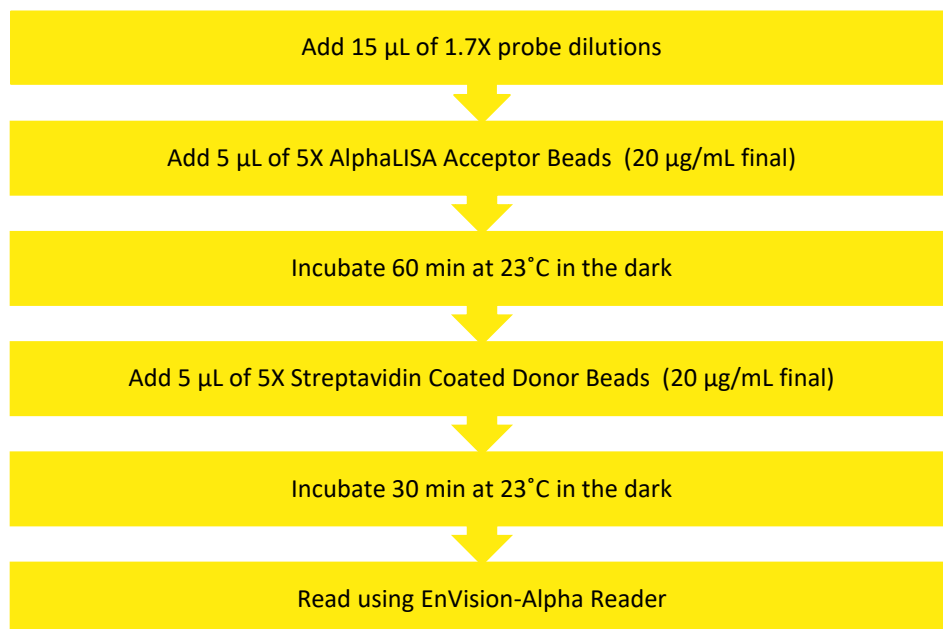 Add 15 µL of 1.7X probe dilutions
Add 5 µL of 5X AlphaLISA Acceptor Beads (20 µg/mL final)
Incubate 60 min at 23˚C in the dark
Add 5 µL of 5X Streptavidin Coated Donor Beads (20 µg/mL final)
Incubate 30 min at 23˚C in the dark
Read using EnVision-Alpha Reader